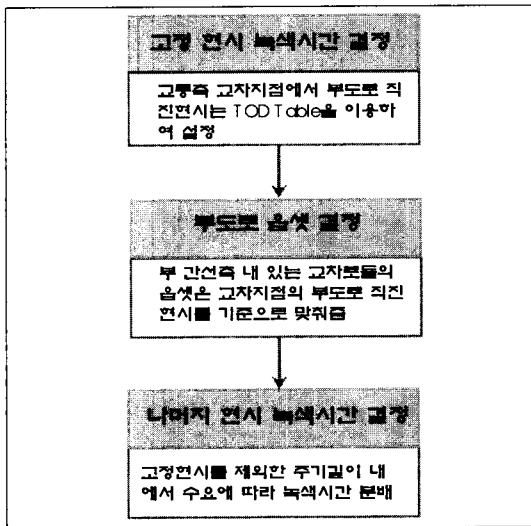 고정 현시 녹색시간 결정
교통축 교차지점에서 부도로 직
진현시는 TOD Table을 이용하
여 설정
부도로 옵셋 결정
부 간선축 내 있는 교차로들의
옵셋은 교차지점의 부도로 직진
현시를 기준으로 맞춰줌
나머지 현시 녹색시간 결정
고정현시를 제외한 주기길이 내
에서 수요에 따라 녹색시간 분배